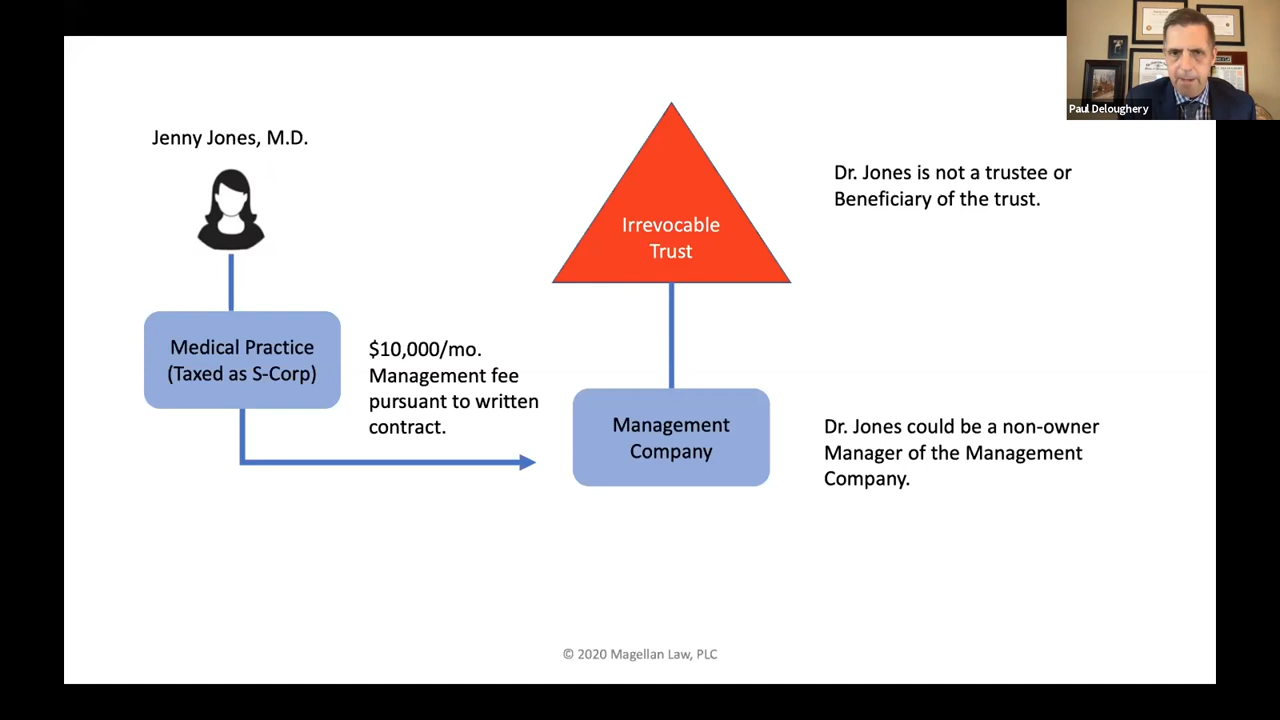 Paul Deloughery
Jenny Jones, M.D.
Irrevocable
Trust
Dr. Jones is not a trustee or
Beneficiary of the trust.
Medical Practice
(Taxed as S-Corp)
$10,000/mo.
Management fee
pursuant to written
contract.
Management
Company
Dr. Jones could be a non-owner
Manager of the Management
Company.
© 2020 Magellan Law, PLC